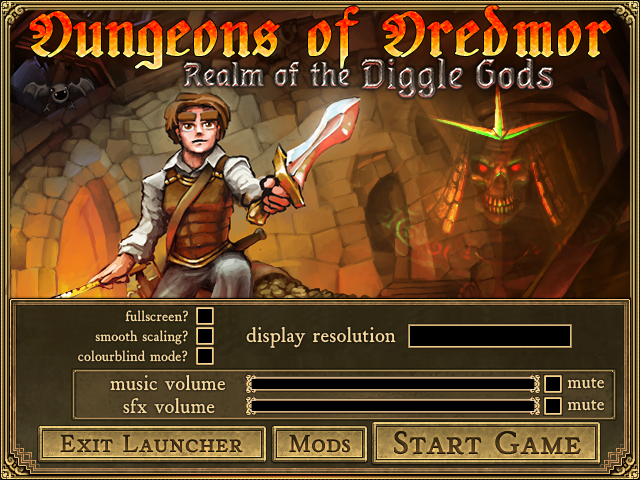 Dungeons of Dredmor
Realm of the Diggle Gods
fullscreen?
smooth scaling?
colourblind mode?
display resolution
music volume
mute
sfx volume
mute
Exit Launcher
Mods
Start Game